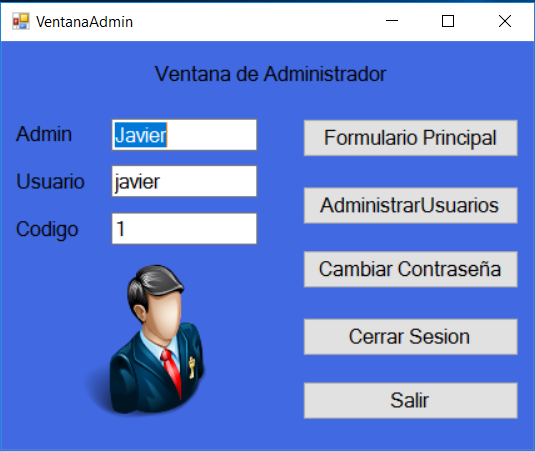 VentanaAdmin
Ventana de Administrador
Admin Javier
Usuario javier
Codigo 1
Formulario Principal
AdministrarUsuarios
Cambiar Contraseña
Cerrar Sesion
Salir